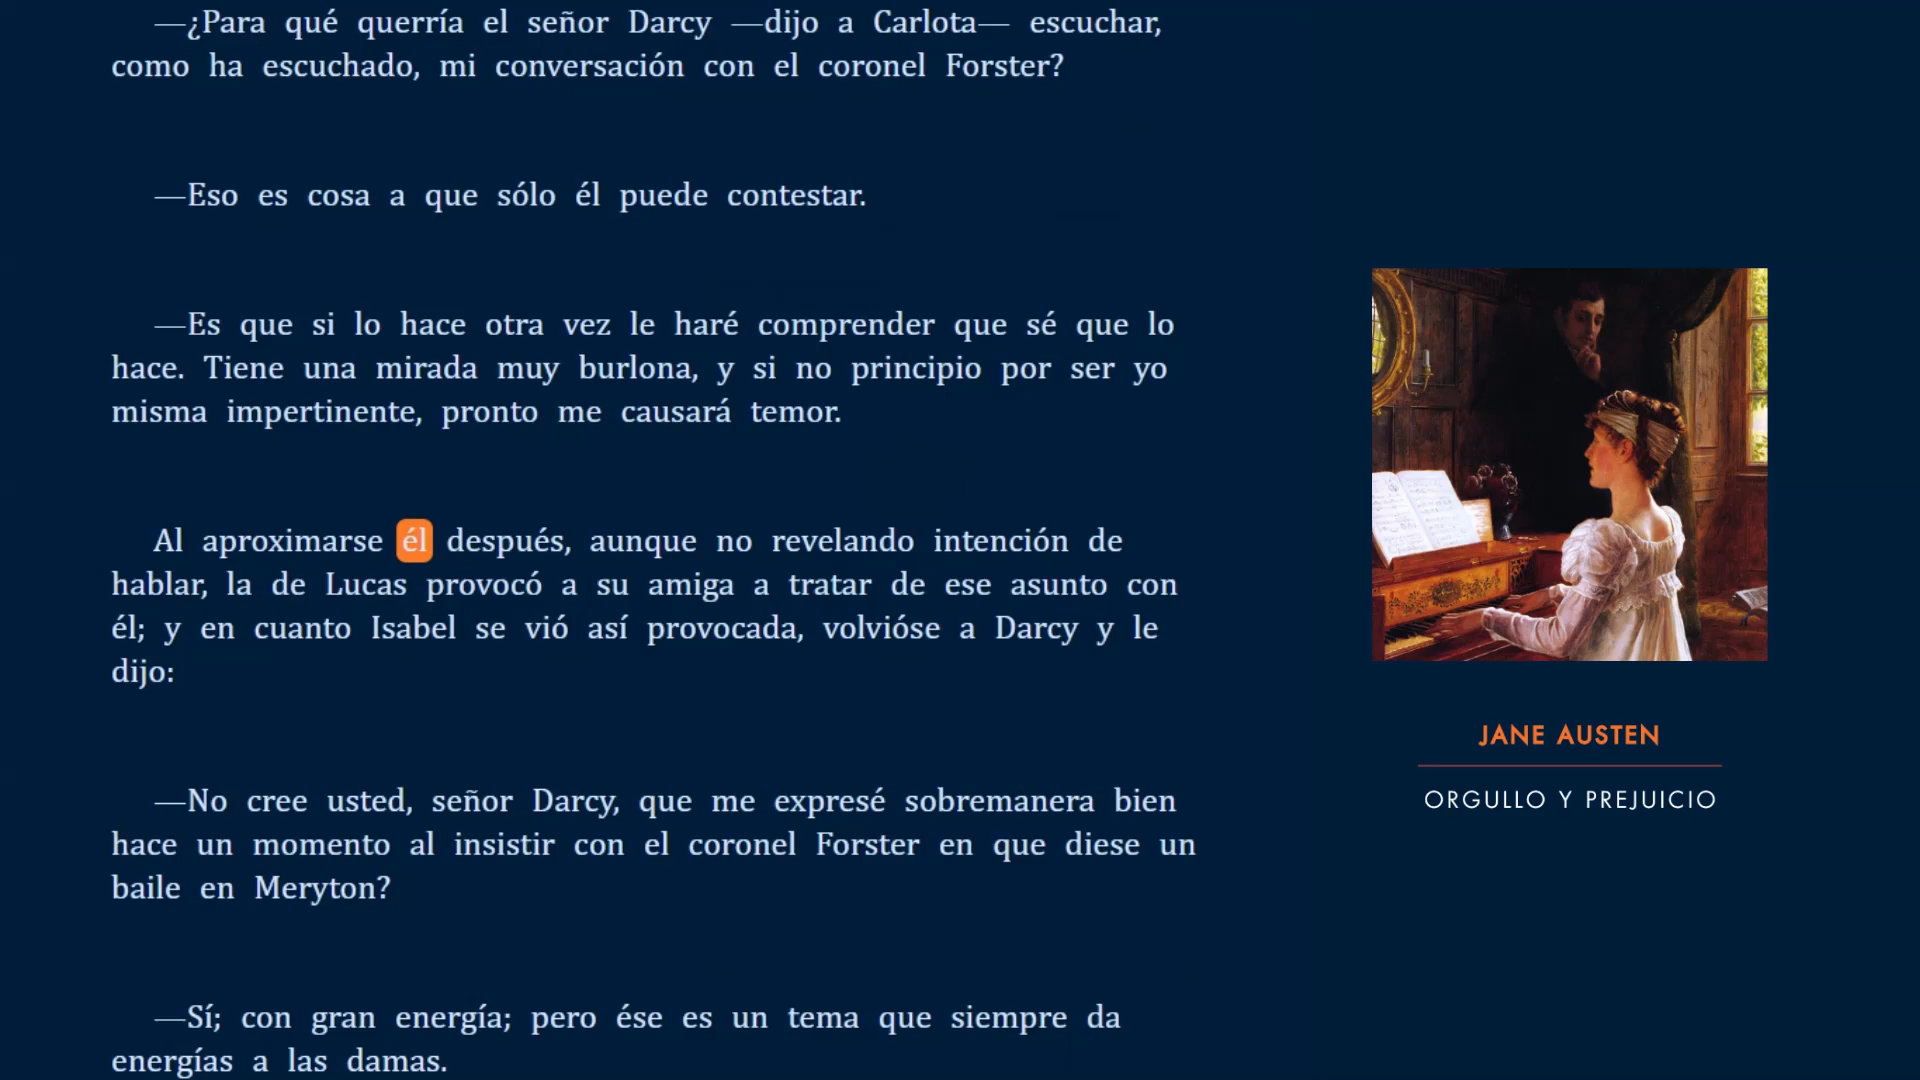 —¿Para qué querría el señor Darcy —dijo a Carlota— escuchar,
como ha escuchado, mi conversación con el coronel Forster?
—Eso es cosa a que sólo él puede contestar.
—Es que si lo hace otra vez le haré comprender que sé que lo
hace. Tiene una mirada muy burlona, y si no principio por ser yo
misma impertinente, pronto me causará temor.
Al aproximarse él después, aunque no revelando intención de
hablar, la de Lucas provocó a su amiga a tratar de ese asunto con
él; y en cuanto Isabel se vió así provocada, volvióse a Darcy y le
dijo:
—No cree usted, señor Darcy, que me expresé sobremanera bien
hace un momento al insistir con el coronel Forster en que diese un
baile en Meryton?
—Sí; con gran energía; pero ése es un tema que siempre da
energías a las damas.
JANE AUSTEN
ORGULLO Y PREJUICIO